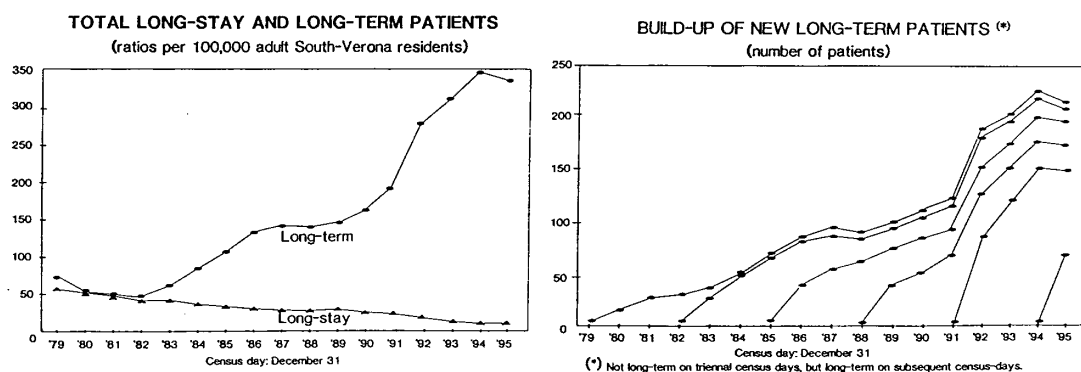 TOTAL LONG-STAY AND LONG-TERM PATIENTS
(ratios per 100,000 adult South-Verona residents)
350
300
250
200
150
100
50
0
Long-term
Long-stay
'79 '80 '81 '82 '83 '84 '85 '86 '87 '88 '89 '90 '91 '92 '93 '94 '95
Census day: December 31
BUILD-UP OF NEW LONG-TERM PATIENTS (*)
(number of patients)
250
200
150
100
50
0
'79 '80 '81 '82 '83 '84 '85 '86 '87 '88 '89 '90 '91 '92 '93 '94 '95
Census day: December 31
(*) Not long-term on triennal census days, but long-term on subsequent census-days.